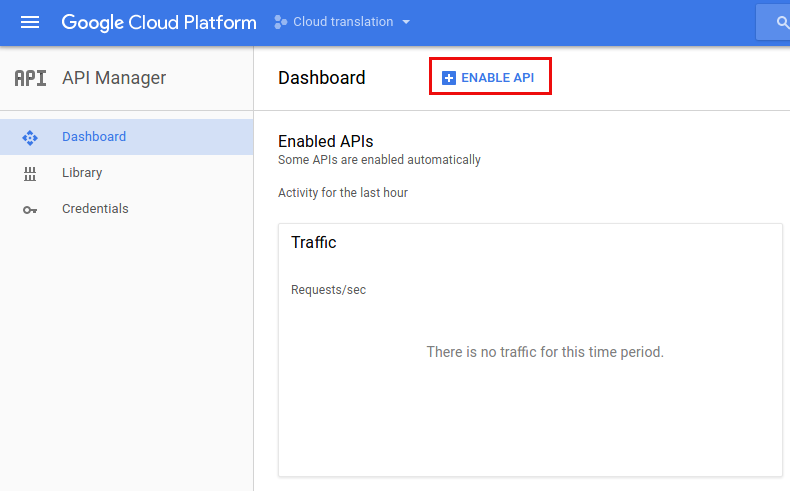 Google Cloud Platform
Cloud translation
API API Manager
Dashboard
ENABLE API
Dashboard
Library
Credentials
Enabled APIs
Some APIs are enabled automatically
Activity for the last hour
Traffic
Requests/sec
There is no traffic for this time period.